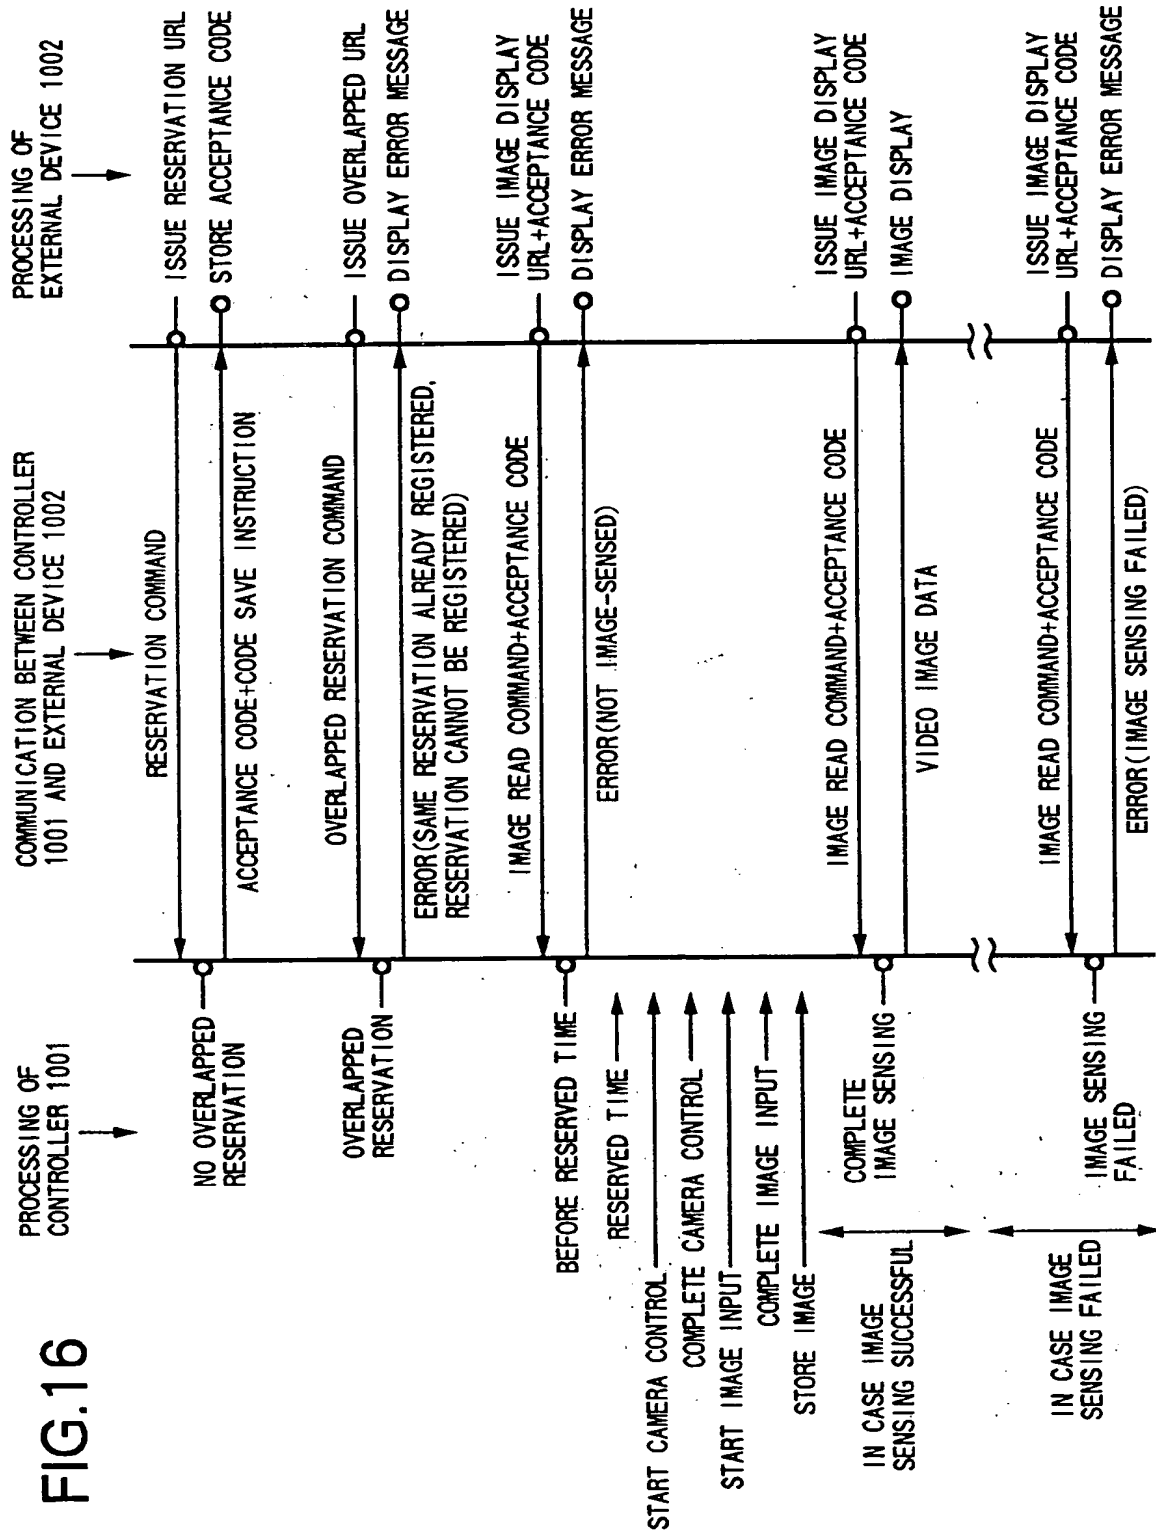 FIG.16
PROCESSING OF
CONTROLLER 1001
COMMUNICATION BETWEEN CONTROLLER
1001 AND EXTERNAL DEVICE 1002
PROCESSING OF
EXTERNAL DEVICE 1002
RESERVATION COMMAND
ISSUE RESERVATION URL
NO OVERLAPPED
RESERVATION
ACCEPTANCE CODE+CODE SAVE INSTRUCTION
STORE ACCEPTANCE CODE
OVERLAPPED RESERVATION COMMAND
ISSUE OVERLAPPED URL
OVERLAPPED
RESERVATION
ERROR(SAME RESERVATION ALREADY REGISTERED,
RESERVATION CANNOT BE REGISTERED)
DISPLAY ERROR MESSAGE
IMAGE READ COMMAND+ACCEPTANCE CODE
ISSUE IMAGE DISPLAY
URL+ACCEPTANCE CODE
BEFORE RESERVED TIME
ERROR(NOT IMAGE-SENSED)
DISPLAY ERROR MESSAGE
RESERVED TIME
START CAMERA CONTROL
COMPLETE CAMERA CONTROL
START IMAGE INPUT
COMPLETE IMAGE INPUT
STORE IMAGE
IN CASE IMAGE
SENSING SUCCESSFUL
COMPLETE
IMAGE SENSING
IMAGE READ COMMAND+ACCEPTANCE CODE
ISSUE IMAGE DISPLAY
URL+ACCEPTANCE CODE
VIDEO IMAGE DATA
IMAGE DISPLAY
IN CASE IMAGE
SENSING FAILED
IMAGE SENSING
FAILED
IMAGE READ COMMAND+ACCEPTANCE CODE
ISSUE IMAGE DISPLAY
URL+ACCEPTANCE CODE
ERROR(IMAGE SENSING FAILED)
DISPLAY ERROR MESSAGE